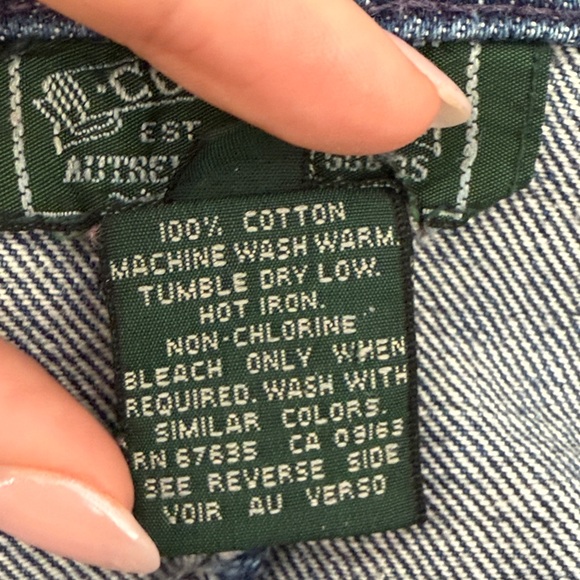 EST
100% COTTON
MACHINE WASH WARM.
TUMBLE DRY LOW.
HOT IRON.
NON-CHLORINE
BLEACH ONLY WHEN
REQUIRED. WASH WITH
SIMILAR COLORS.
RN 67635 CA 09163
SEE REVERSE SIDE
VOIR AU VERSO